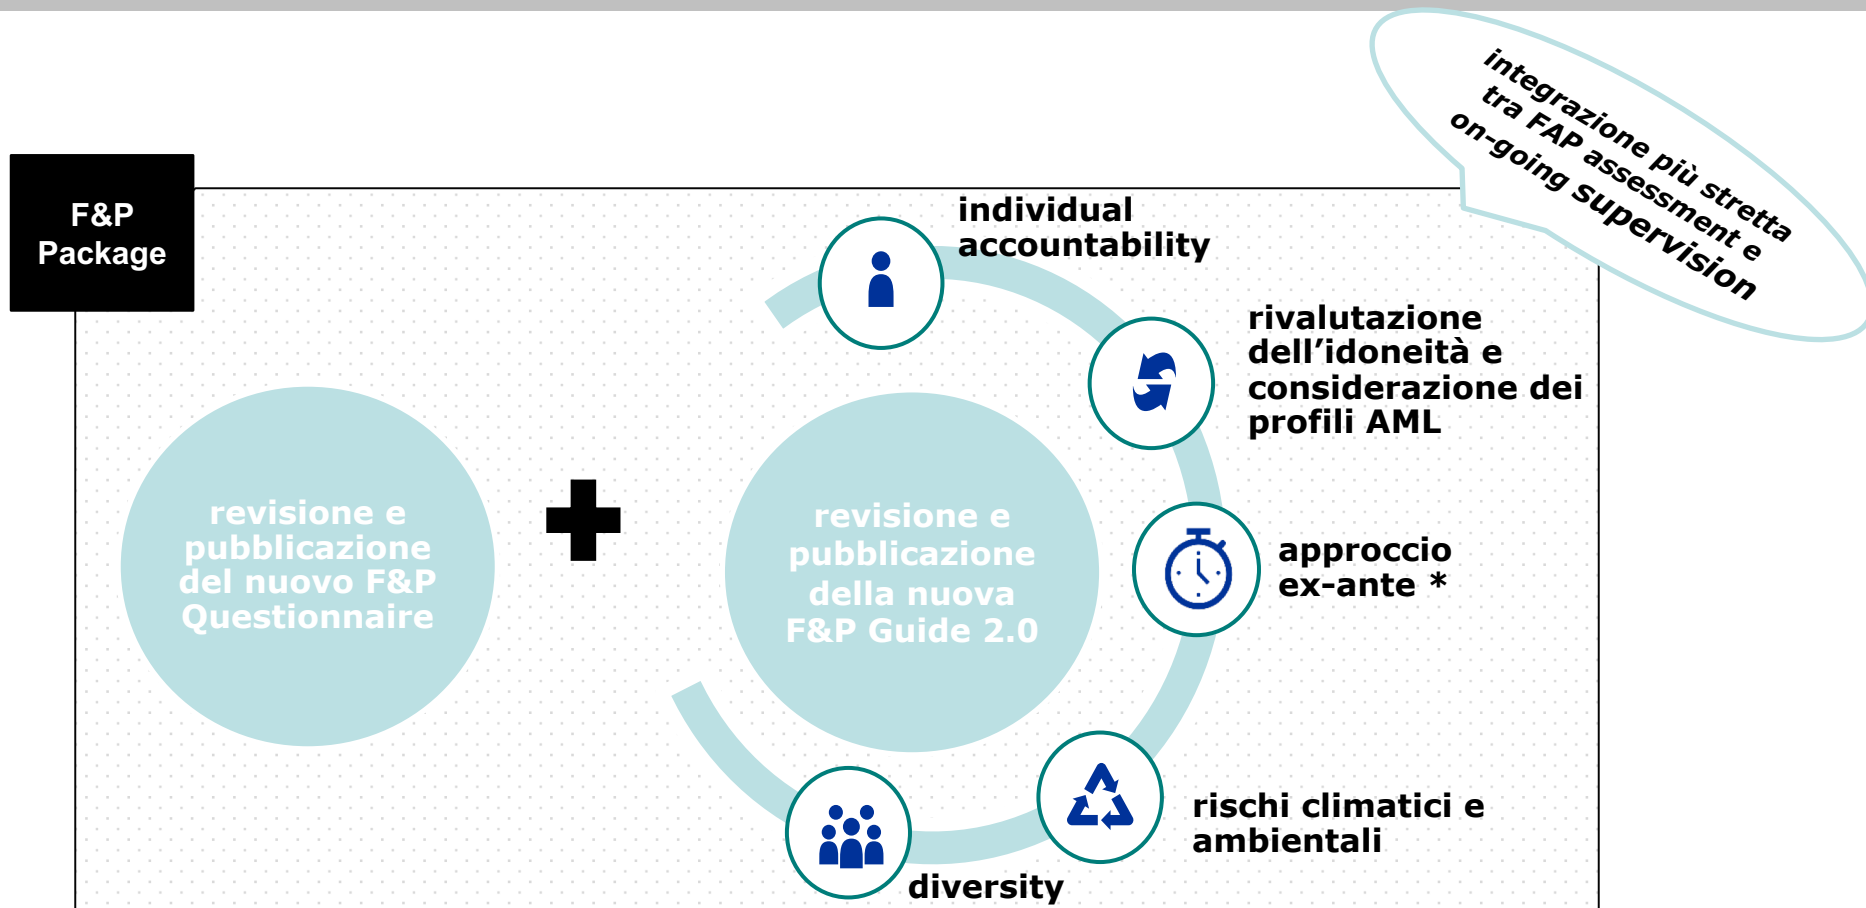 integrazione più stretta
tra FAP assessment e
on-going supervision
F&P
Package
individual
accountability
rivalutazione
dell’idoneità e
considerazione dei
profili AML
revisione e
pubblicazione
del nuovo F&P
Questionnaire
revisione e
pubblicazione
della nuova
F&P Guide 2.0
approccio
ex-ante *
rischi climatici e
ambientali
diversity